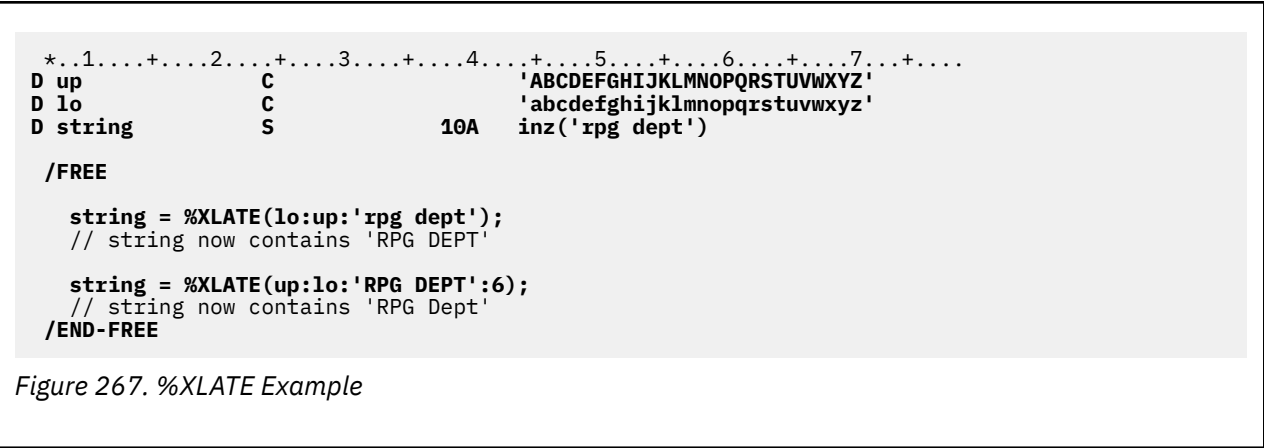 *..1....+....2....+....3....+....4....+....5....+....6....+....7...+....
D up C 'ABCDEFGHIJKLMNOPQRSTUVWXYZ'
D lo C 'abcdefghijklmnopqrstuvwxyz'
D string S 10A inz('rpg dept')
/FREE
string = %XLATE(lo:up:'rpg dept');
// string now contains 'RPG DEPT'
string = %XLATE(up:lo:'RPG DEPT':6);
// string now contains 'RPG Dept'
/END-FREE
Figure 267. %XLATE Example